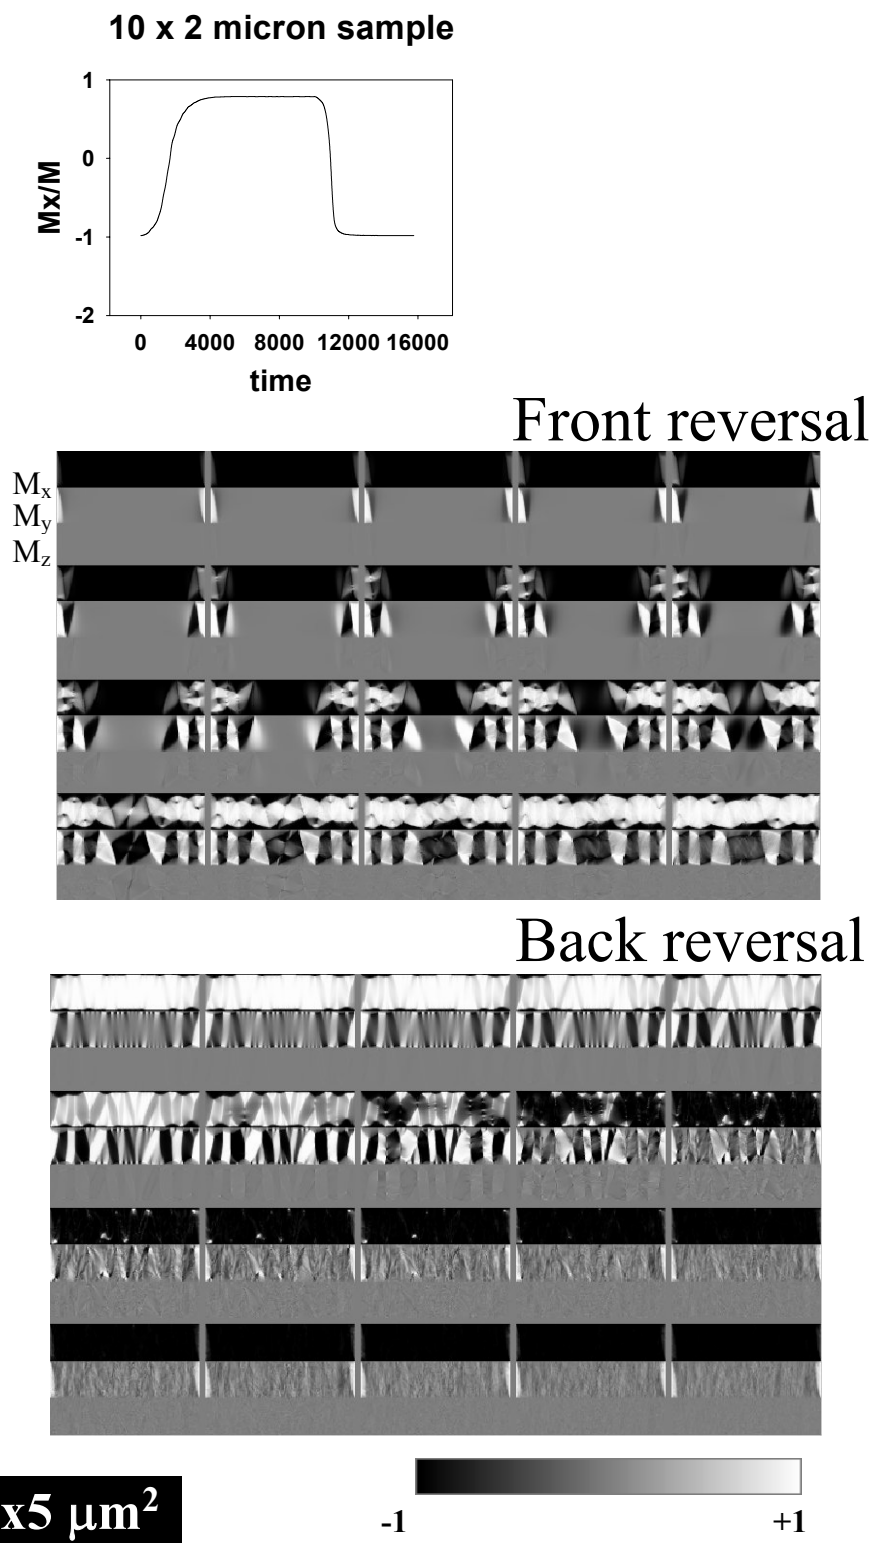 10 x 2 micron sample
1
0
-1
-2
Mx/M
0 4000 8000 12000 16000
time
Front reversal
Mx
My
Mz
Back reversal
x5 μm²
-1 +1